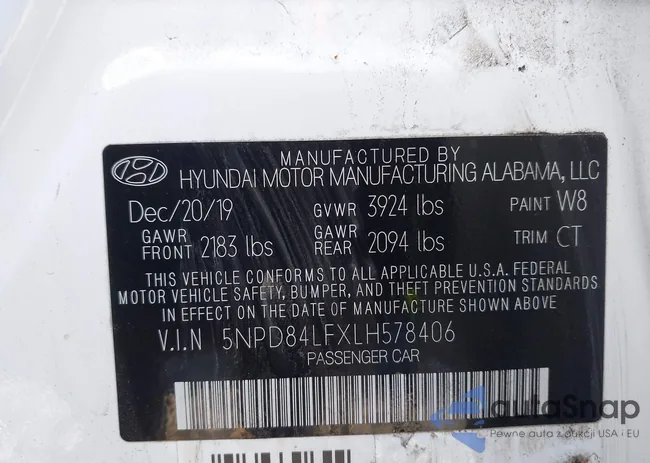 MANUFACTURED BY
HYUNDAI MOTOR MANUFACTURING ALABAMA, LLC
Dec/20/19 GVWR 3924 lbs PAINT W8
GAWR FRONT 2183 lbs GAWR REAR 2094 lbs TRIM CT
THIS VEHICLE CONFORMS TO ALL APPLICABLE U.S.A. FEDERAL
MOTOR VEHICLE SAFETY, BUMPER, AND THEFT PREVENTION STANDARDS
IN EFFECT ON THE DATE OF MANUFACTURE SHOWN ABOVE
V.I.N 5NPD84LFXLH578406
PASSENGER CAR
autoSnap
Pewne auta z aukcji USA i EU